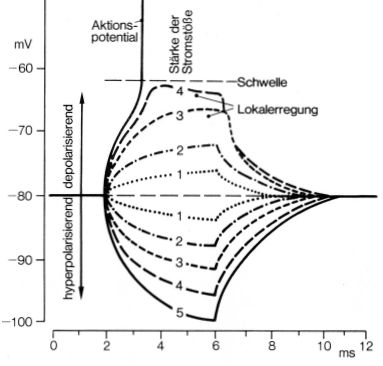 Aktions-
potential
mV
Stärke der
Stromstöße
-60
Schwelle
4
Lokalerregung
3
-70
depolarisierend
2
1
-80
hyperpolarisierend
1
2
3
-90
4
5
-100
0 2 4 6 8 10 12
ms